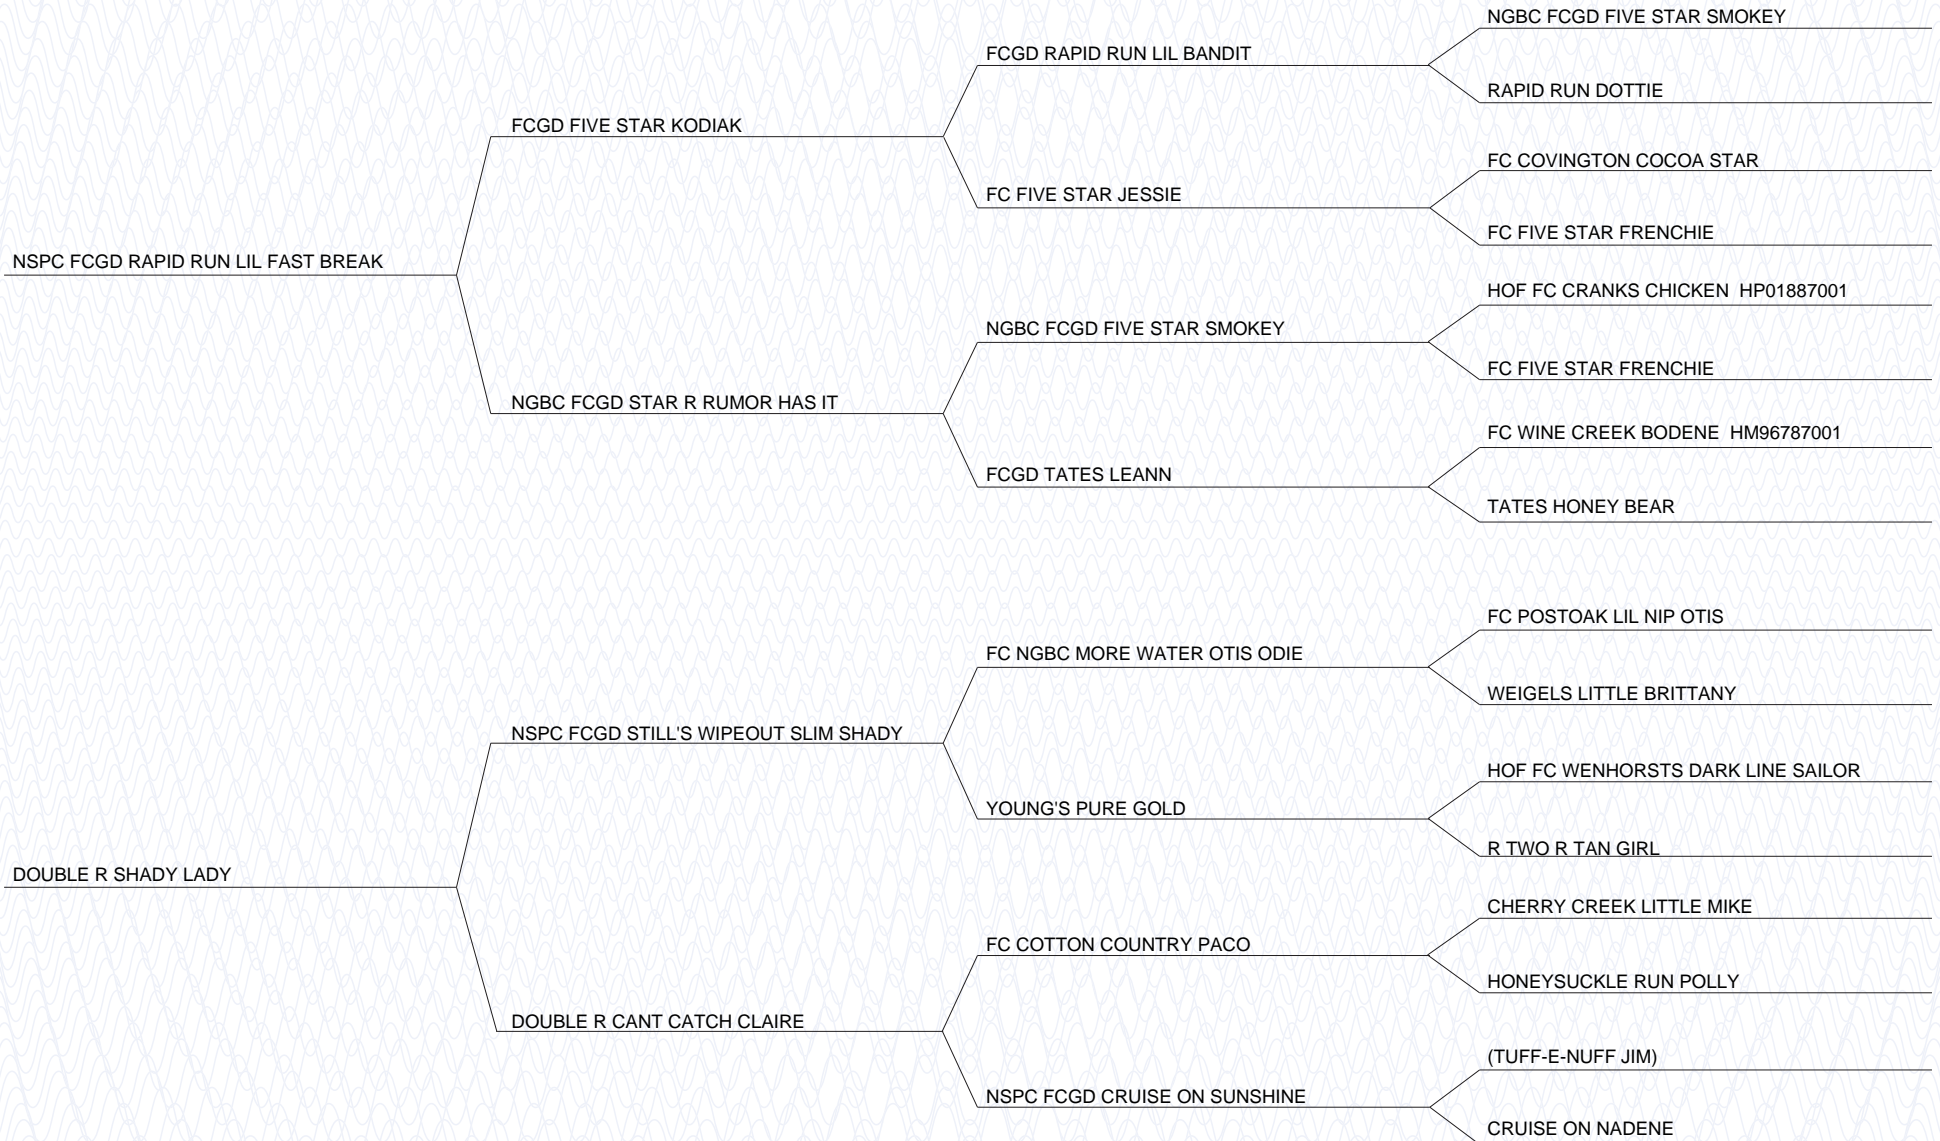 NGBC FCGD FIVE STAR SMOKEY
FCGD RAPID RUN LIL BANDIT
RAPID RUN DOTTIE
FCGD FIVE STAR KODIAK
FC COVINGTON COCOA STAR
FC FIVE STAR JESSIE
FC FIVE STAR FRENCHIE
NSPC FCGD RAPID RUN LIL FAST BREAK
HOF FC CRANKS CHICKEN HP01887001
NGBC FCGD FIVE STAR SMOKEY
FC FIVE STAR FRENCHIE
NGBC FCGD STAR R RUMOR HAS IT
FC WINE CREEK BODENE HM96787001
FCGD TATES LEANN
TATES HONEY BEAR
FC POSTOAK LIL NIP OTIS
FC NGBC MORE WATER OTIS ODIE
WEIGELS LITTLE BRITTANY
NSPC FCGD STILL'S WIPEOUT SLIM SHADY
HOF FC WENHORSTS DARK LINE SAILOR
YOUNG'S PURE GOLD
R TWO R TAN GIRL
DOUBLE R SHADY LADY
CHERRY CREEK LITTLE MIKE
FC COTTON COUNTRY PACO
HONEYSUCKLE RUN POLLY
DOUBLE R CANT CATCH CLAIRE
(TUFF-E-NUFF JIM)
NSPC FCGD CRUISE ON SUNSHINE
CRUISE ON NADENE